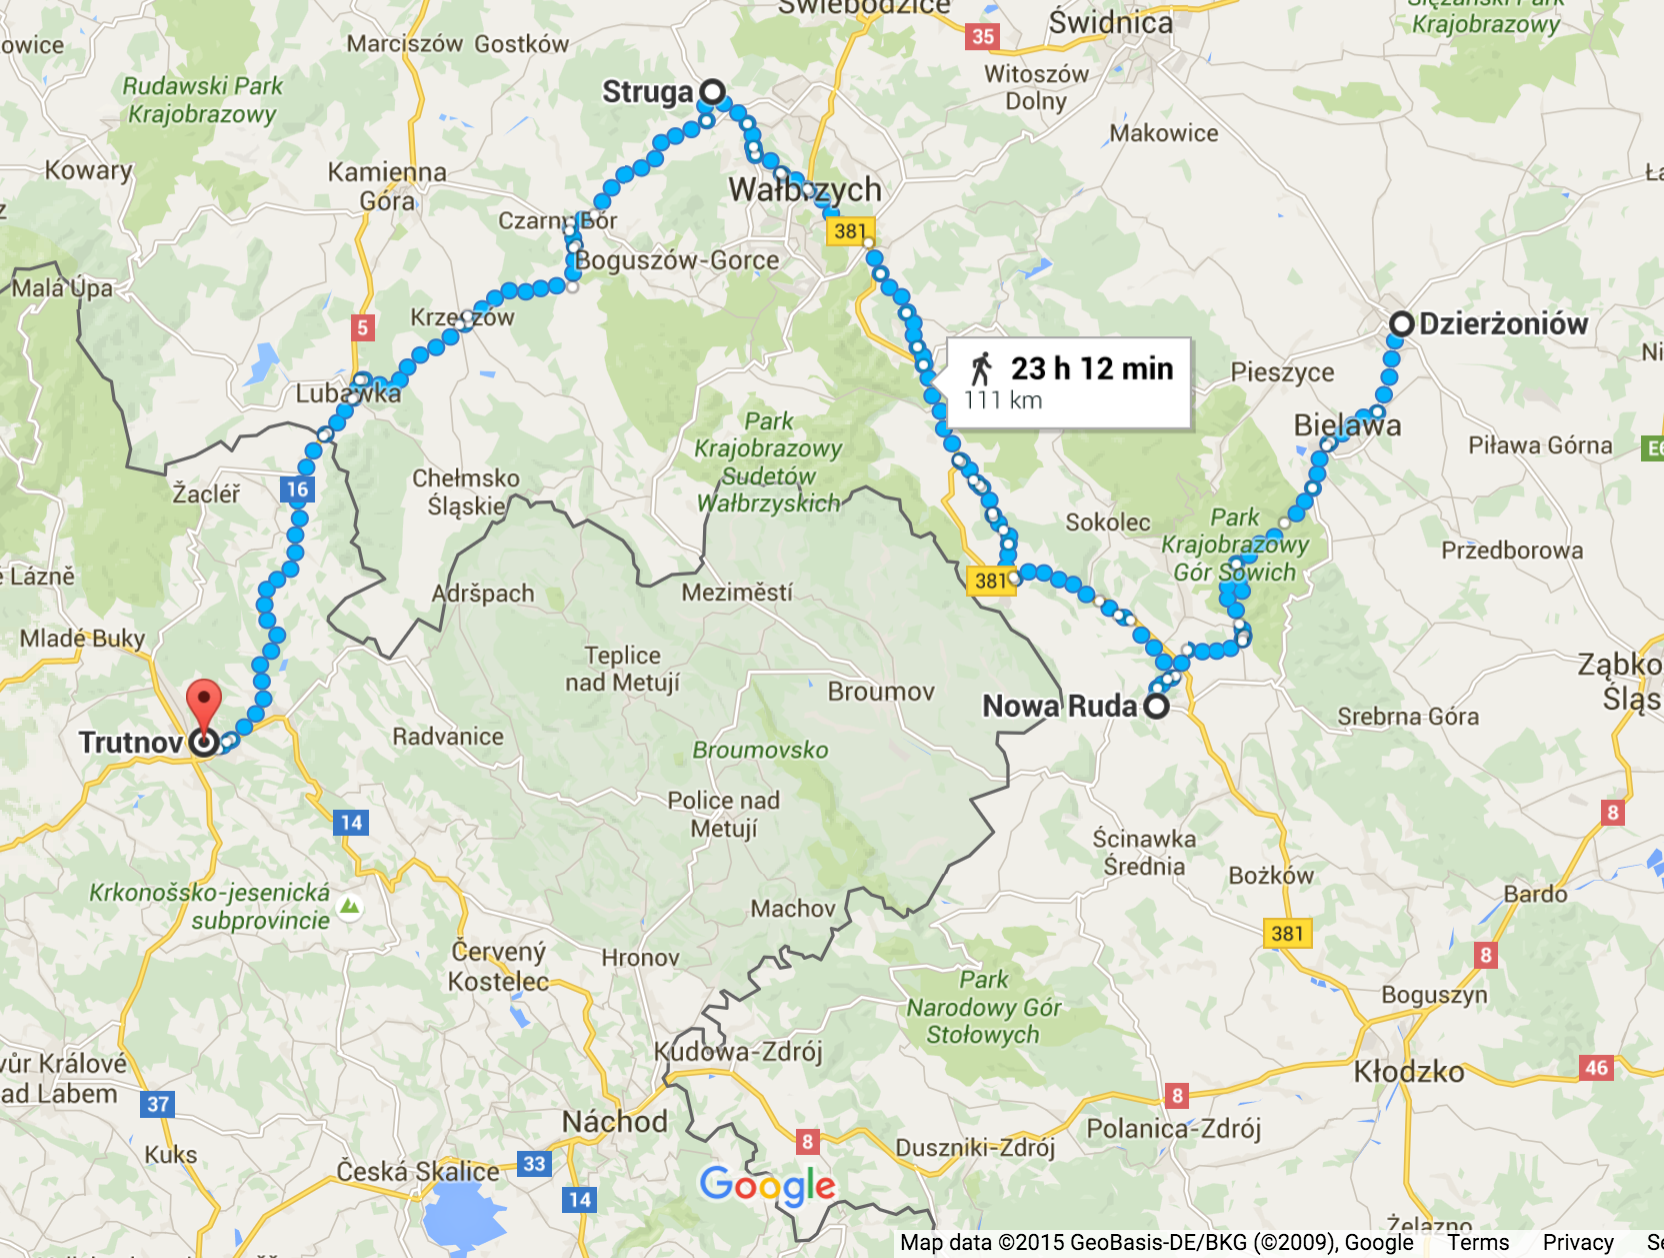 Świebodzice
Świdnica
Ślężański Park
Krajobrazowy
owice
Marciszów
Gostków
35
Witoszów
Dolny
Rudawski Park
Krajobrazowy
Struga
Makowice
Kowary
Kamienna
Góra
Wałbrzych
Czarny Bór
381
Boguszów-Gorce
Malá Úpa
Krzeszów
5
Dzierżoniów
Ni
23 h 12 min
111 km
Pieszyce
Lubawka
Park
Krajobrazowy
Sudetów
Wałbrzyskich
Bielawa
Piława Górna
E6
Chełmsko
Śląskie
Žacléř
16
Sokolec
Park
Krajobrazowy
Gór Sowich
Przedborowa
Lázně
381
Adršpach
Meziměstí
Mladé Buky
Teplice
nad Metují
Broumov
Ząbko
Śląs
Nowa Ruda
Srebrna Góra
Trutnov
Radvanice
Broumovsko
Police nad
Metují
14
8
Ścinawka
Średnia
Bożków
Bardo
Krkonošsko-jesenická
subprovincie
Machov
381
Červený
Kostelec
Hronov
8
Park
Narodowy Gór
Stołowych
Boguszyn
vůr Králové
ad Labem
Kudowa-Zdrój
Kłodzko
46
37
8
Náchod
8
Polanica-Zdrój
Duszniki-Zdrój
Kuks
Česká Skalice
33
14
Google
Żelazno
Map data ©2015 GeoBasis-DE/BKG (©2009), Google
Terms
Privacy
Se